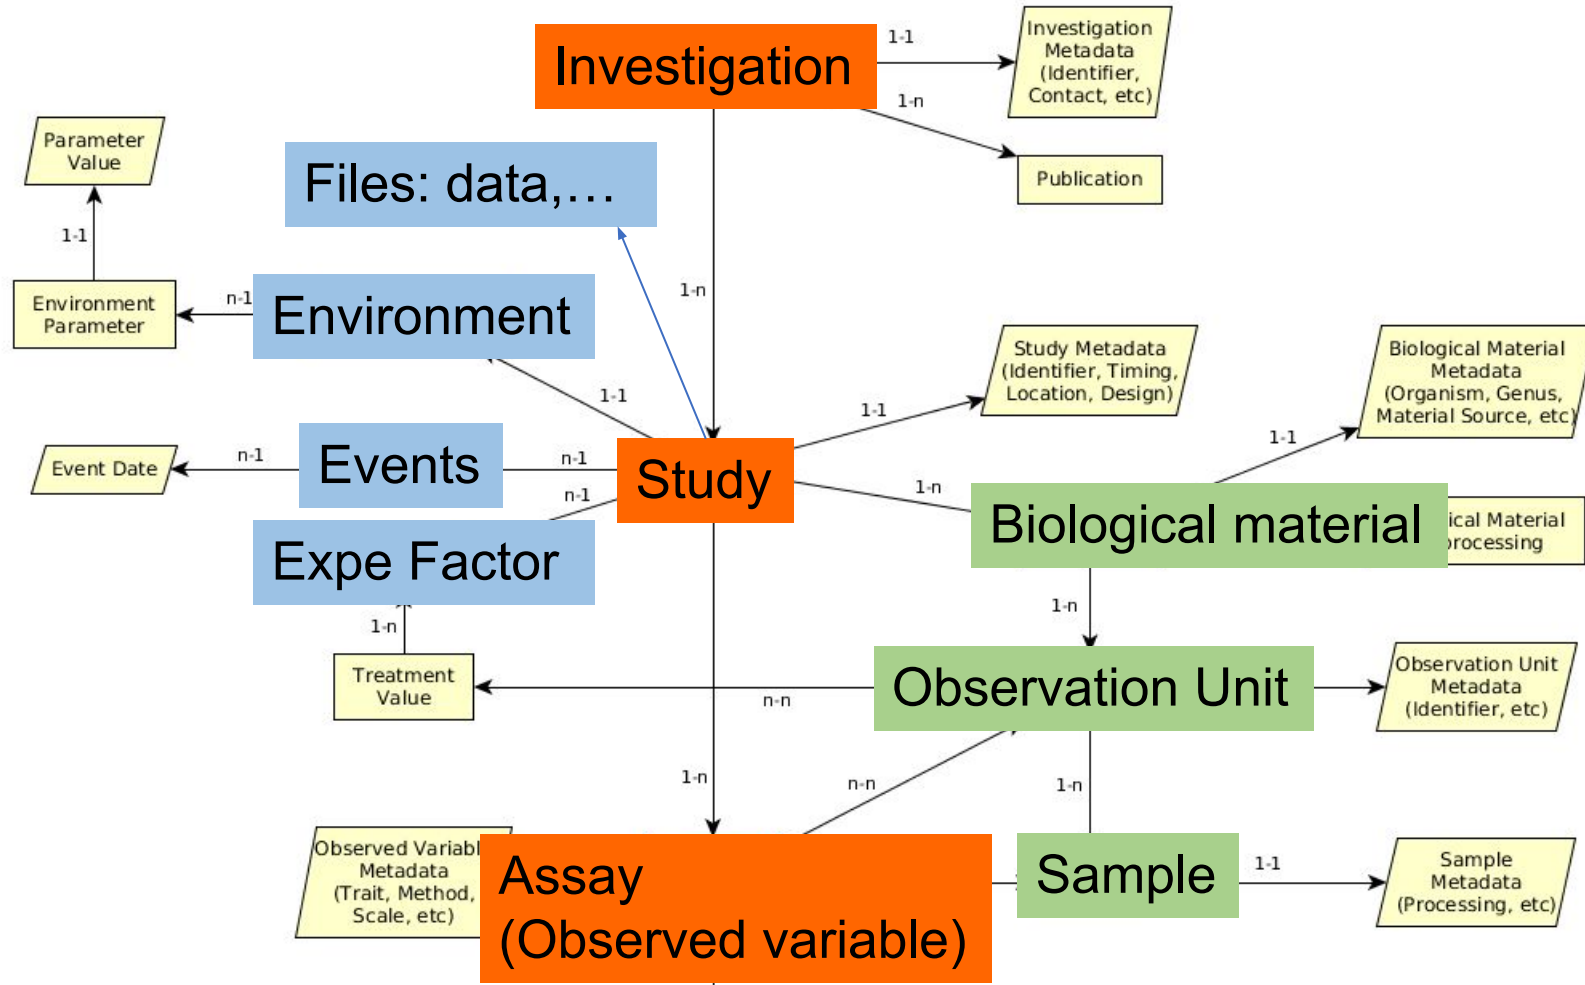 Investigation
1-1
Investigation
Metadata
(Identifier,
Contact, etc)
1-n
Publication
Parameter
Value
Files: data,…
1-1
1-n
Environment
Parameter
n-1
Environment
1-1
Study Metadata
(Identifier, Timing,
Location, Design)
1-1
Biological Material
Metadata
(Organism, Genus,
Material Source, etc)
1-1
Event Date
n-1
Events
n-1
n-1
Study
1-n
Biological material
ical Material
processing
Expe Factor
1-n
1-n
Treatment
Value
n-n
Observation Unit
Observation Unit
Metadata
(Identifier, etc)
1-n
n-n
1-n
Observed Variabl
Metadata
(Trait, Method,
Scale, etc)
Assay
(Observed variable)
Sample
1-1
Sample
Metadata
(Processing, etc)